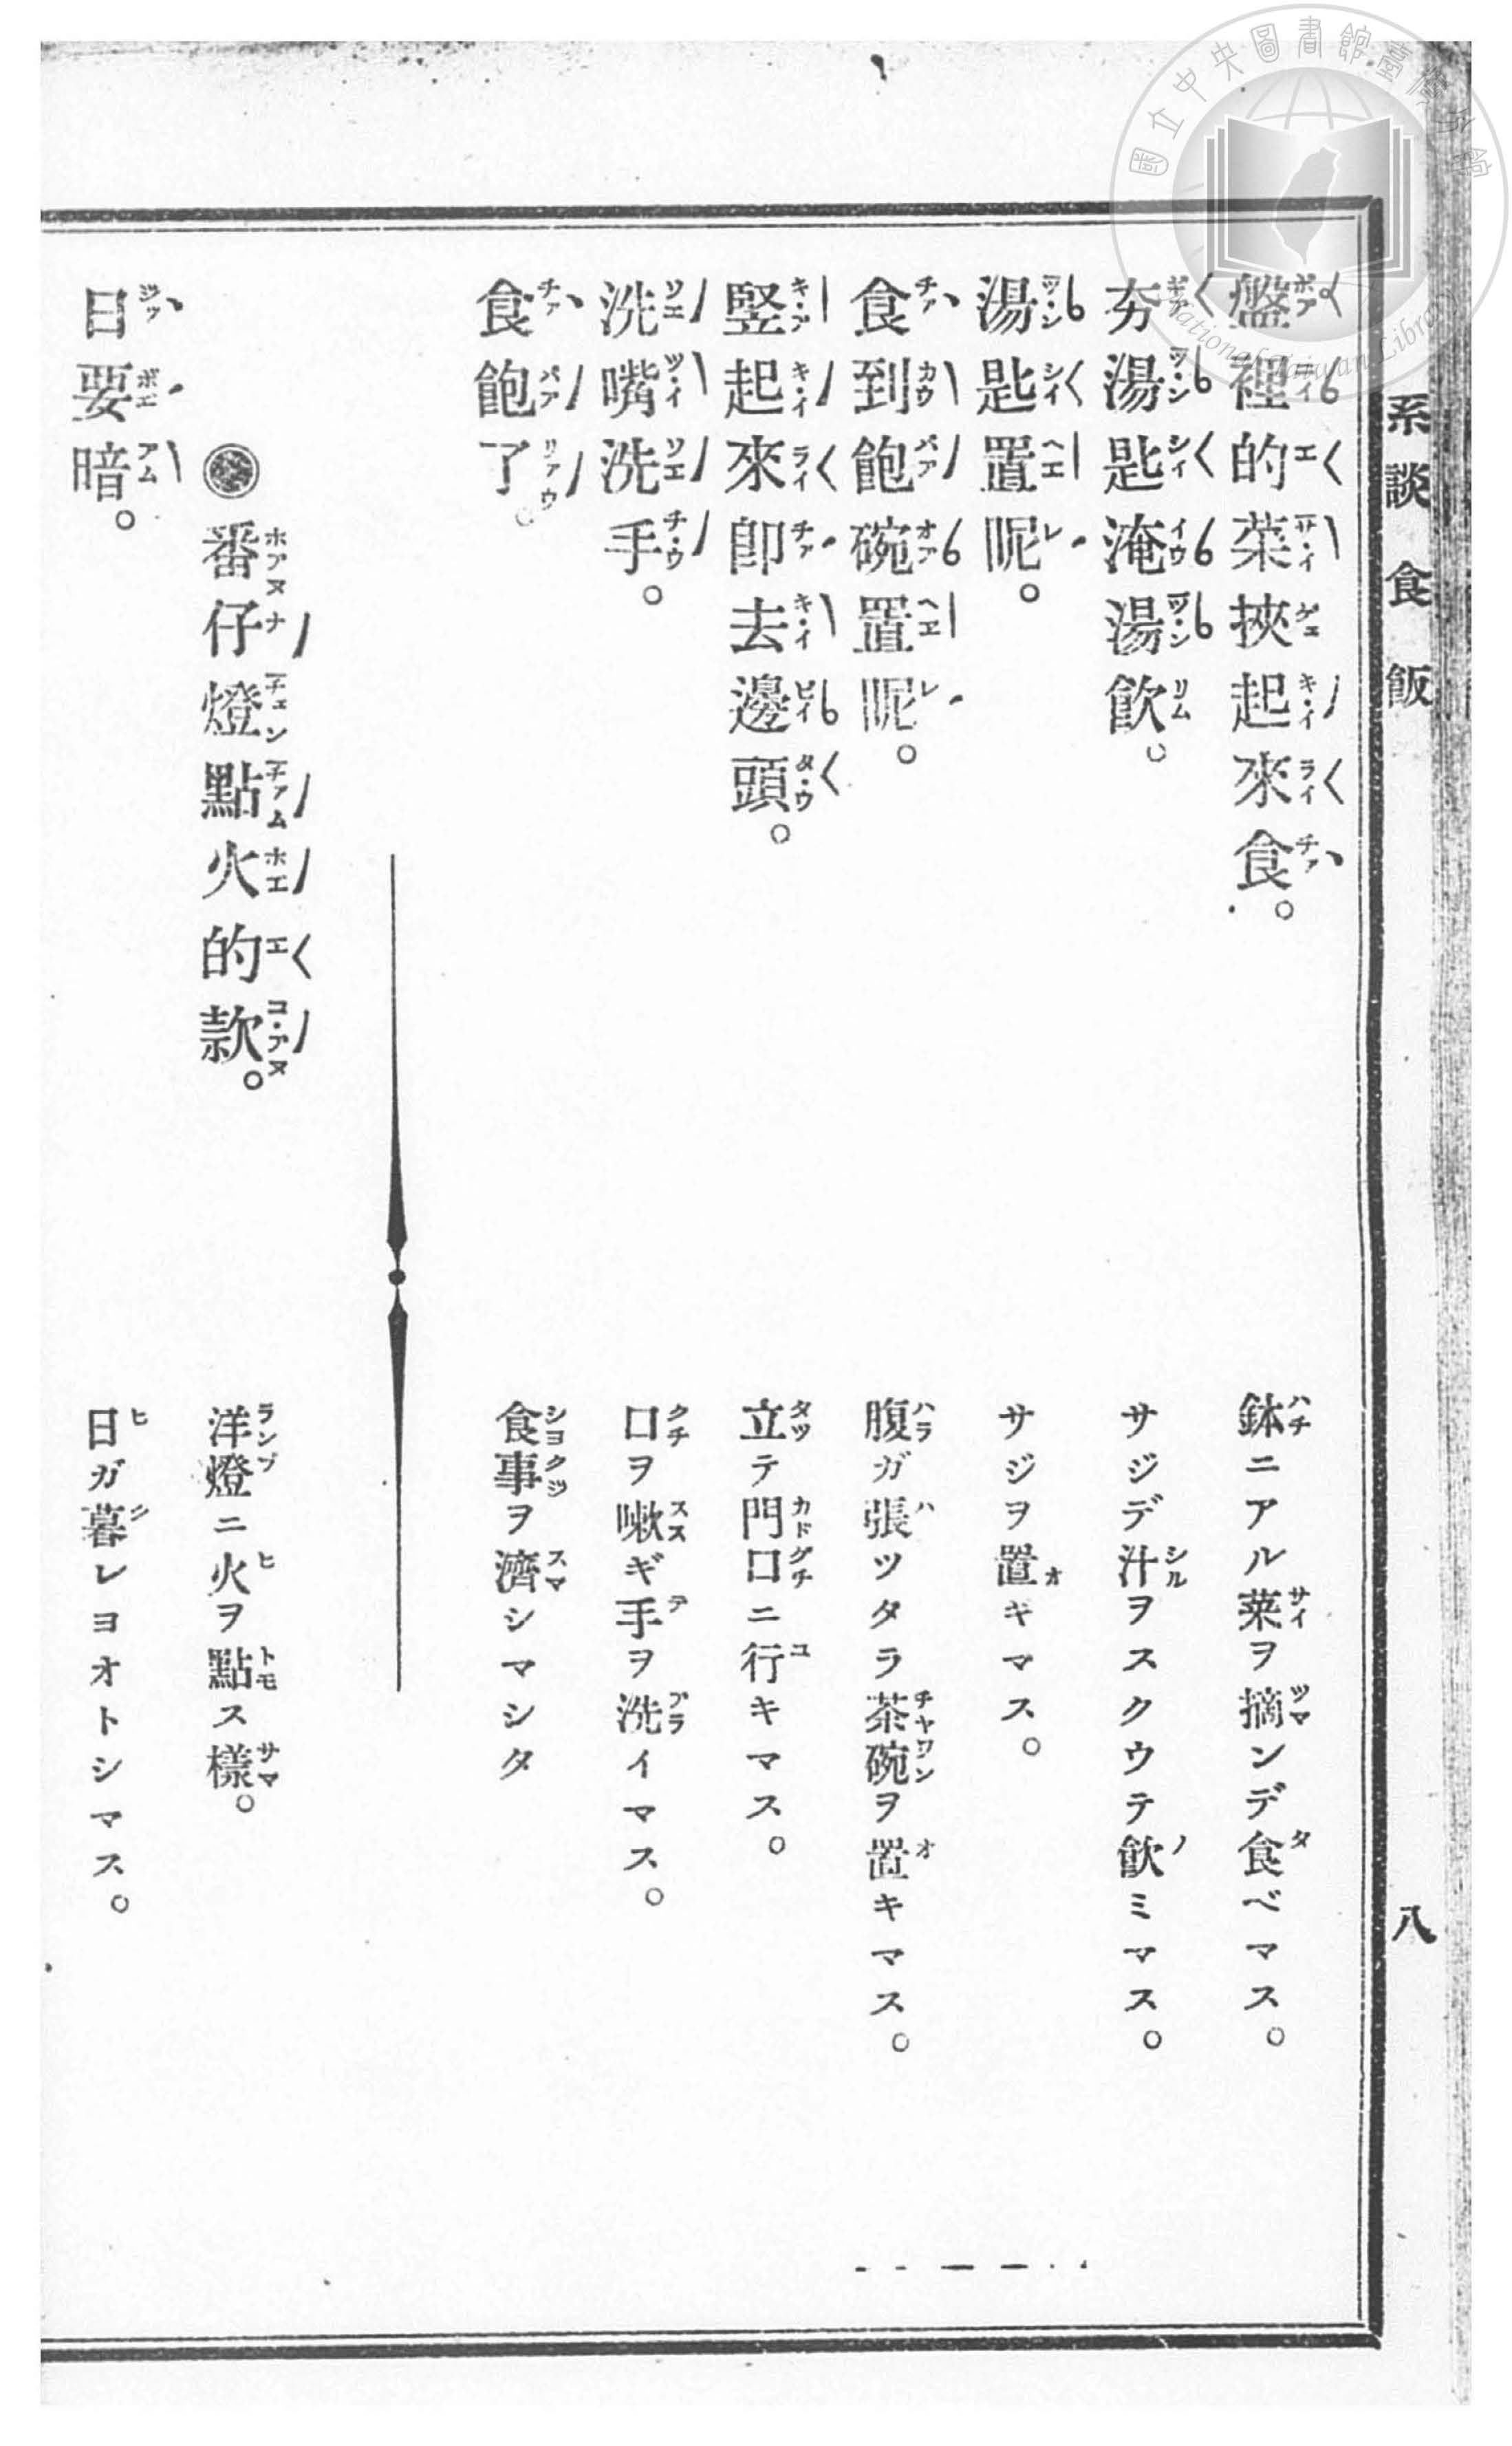 系談食飯
八
盤裡的菜挾起來食。
鉢ニアル菜ヲ摘ンデ食ベマス。
夯湯匙淹湯飮。
サジデ汁ヲスクウテ飮ミマス。
湯匙置呢。
サジヲ置キマス。
食到飽碗置呢。
腹ガ張ツタラ茶碗ヲ置キマス。
竪起來卽去邊頭。
立テ門口ニ行キマス。
洗嘴洗手。
口ヲ嗽ギ手ヲ洗イマス。
食飽了。
食事ヲ濟シマシタ
番仔燈點火的款。
洋燈ニ火ヲ點ス樣。
日要暗。
日ガ暮レヨオトシマス。
國立中央圖書館臺灣分館
National Taiwan Library